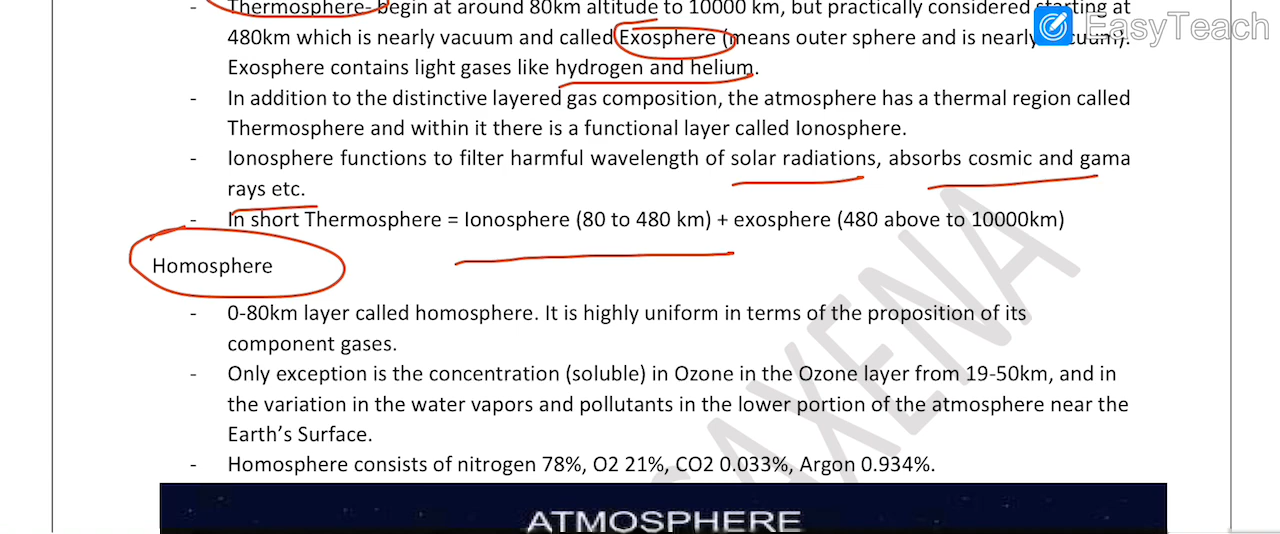 - Thermosphere- begin at around 80km altitude to 10000 km, but practically considered starting at
EasyTeach
480km which is nearly vacuum and called Exosphere (means outer sphere and is nearly vacuum).
Exosphere contains light gases like hydrogen and helium.
- In addition to the distinctive layered gas composition, the atmosphere has a thermal region called
Thermosphere and within it there is a functional layer called Ionosphere.
- Ionosphere functions to filter harmful wavelength of solar radiations, absorbs cosmic and gama
rays etc.
- In short Thermosphere = Ionosphere (80 to 480 km) + exosphere (480 above to 10000km)
Homosphere
- 0-80km layer called homosphere. It is highly uniform in terms of the proposition of its
component gases.
- Only exception is the concentration (soluble) in Ozone in the Ozone layer from 19-50km, and in
the variation in the water vapors and pollutants in the lower portion of the atmosphere near the
Earth's Surface.
- Homosphere consists of nitrogen 78%, O2 21%, CO2 0.033%, Argon 0.934%.
SAXENA
ATMOSPHERE